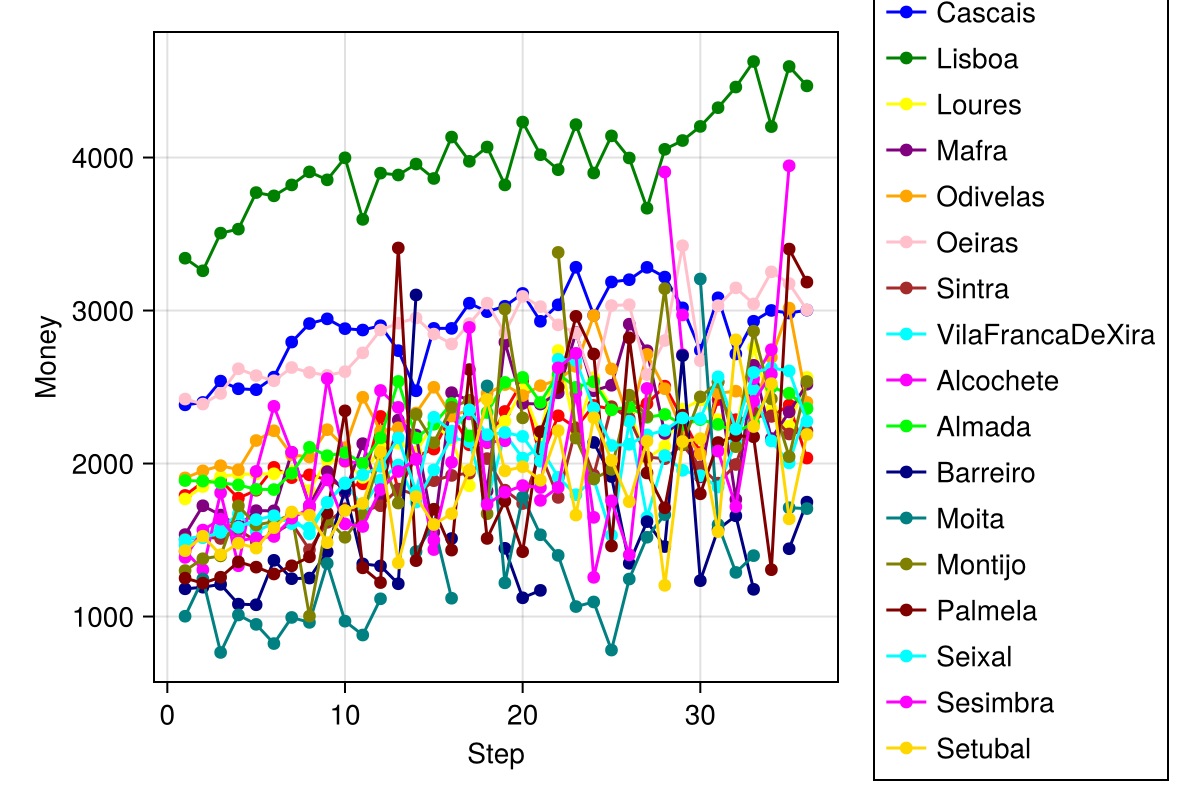 Cascais
Lisboa
Loures
Mafra
Odivelas
Oeiras
Sintra
VilaFrancaDeXira
Alcochete
Almada
Barreiro
Moita
Montijo
Palmela
Seixal
Sesimbra
Setubal
4000
3000
2000
1000
Money
0 10 20 30
Step